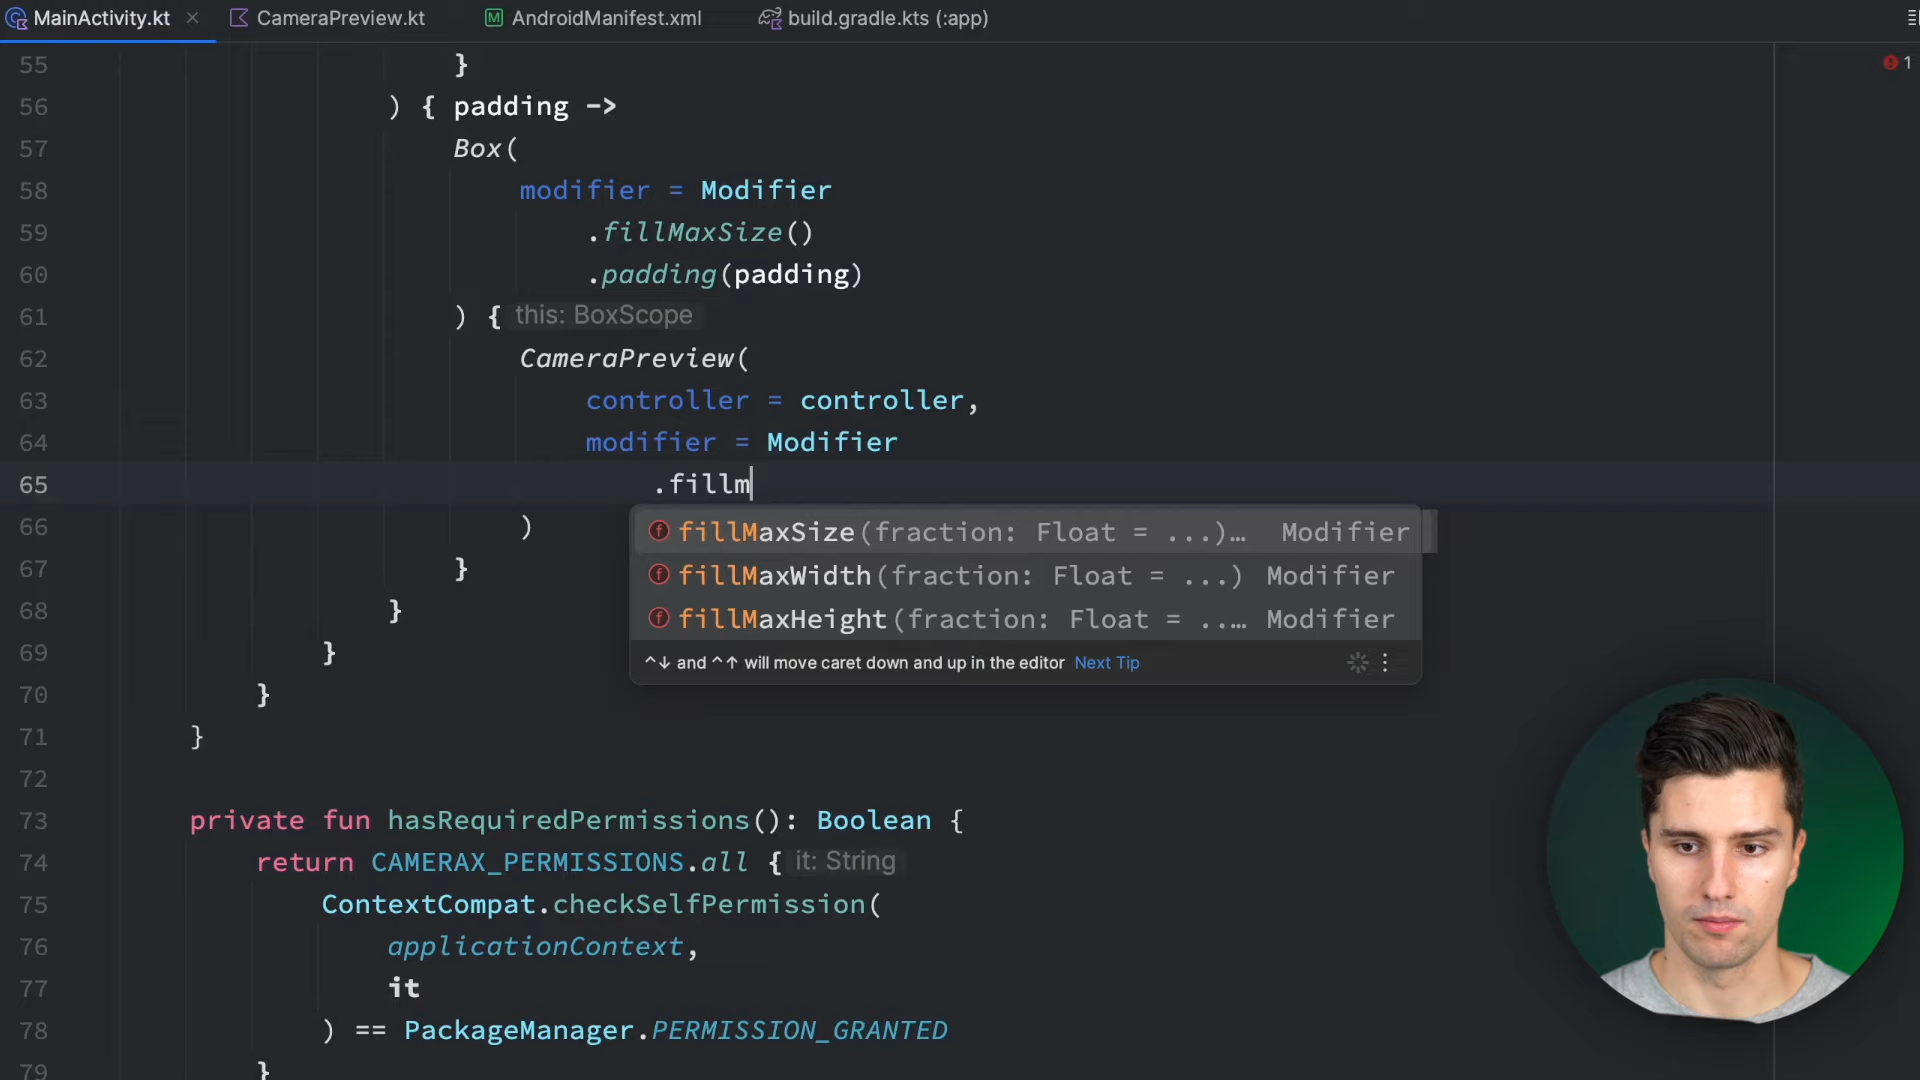 MainActivity.kt × CameraPreview.kt AndroidManifest.xml build.gradle.kts (:app)
55 }
1
56 ) { padding ->
57 Box(
58 modifier = Modifier
59 .fillMaxSize()
60 .padding(padding)
61 ) { this: BoxScope
62 CameraPreview(
63 controller = controller,
64 modifier = Modifier
65 .fillm
66 )
fillMaxSize(fraction: Float = ...)… Modifier
67 }
fillMaxWidth(fraction: Float = ...) Modifier
68 }
fillMaxHeight(fraction: Float = ..… Modifier
69 }
^↓ and ^↑ will move caret down and up in the editor Next Tip
70 }
71 }
72
73 private fun hasRequiredPermissions(): Boolean {
74 return CAMERAX_PERMISSIONS.all { it: String
75 ContextCompat.checkSelfPermission(
76 applicationContext,
77 it
78 ) == PackageManager.PERMISSION_GRANTED
79 }